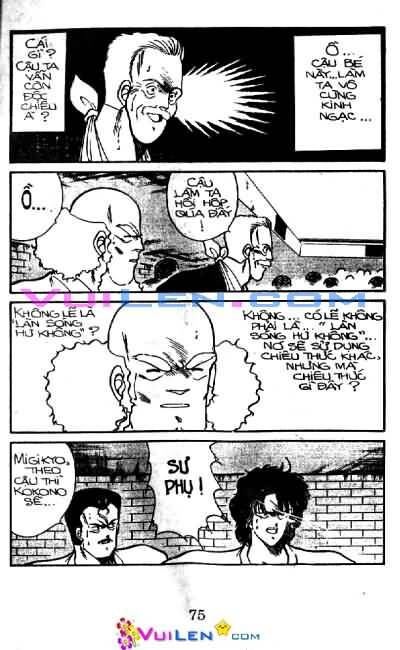 CÁI
GÌ?
CẬU TA
VẪN
CÒN
ĐỘC
CHIÊU
À ?
Ồ...
CẬU BÉ
NÀY... LÀM
TA VÔ
CÙNG
KINH
NGẠC...
Ồ...
CẬU
LÀM TA
HỒI HỘP
QUÁ ĐẤY
!
KHÔNG LẼ LÀ
"LÀN SÓNG
HƯ KHÔNG" ?
KHÔNG... CÓ LẼ KHÔNG
PHẢI LÀ... " LÀN
SÓNG HƯ KHÔNG"...
NÓ SẼ SỬ DỤNG
CHIÊU THỨC KHÁC,
NHƯNG MÀ
CHIÊU THỨC
GÌ ĐÂY ?
VUILEN.COM
MIGIKYO,
THEO
CẬU THÌ
KOKONO
SẼ...
SƯ
PHỤ !
75
VUILEN.COM